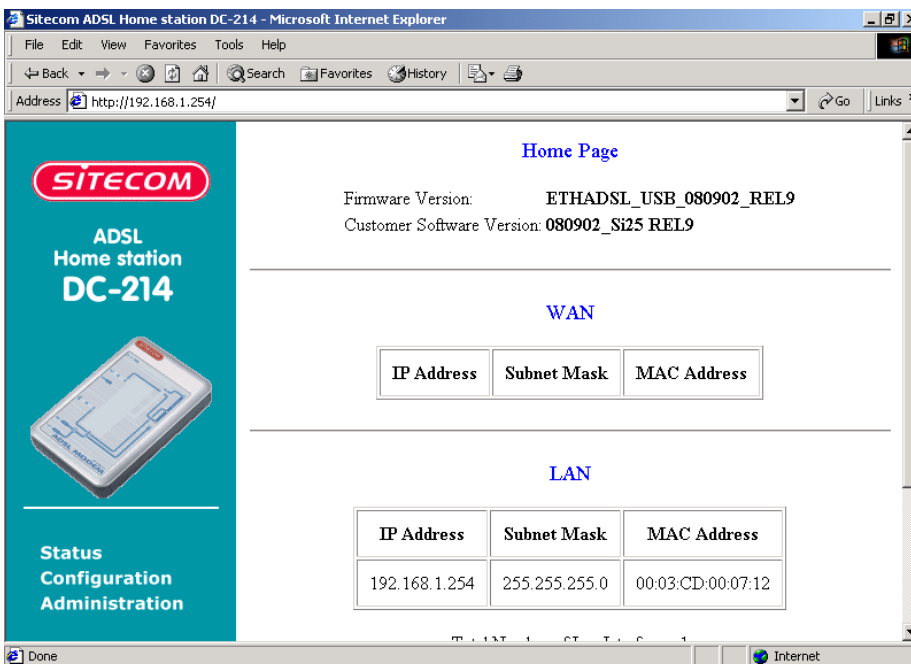 Sitecom ADSL Home station DC-214 - Microsoft Internet Explorer
File Edit View Favorites Tools Help
Back Search Favorites History
Address http://192.168.1.254/ Go Links
SITECOM
ADSL
Home station
DC-214
SITECOM
ADSL MODEM
Status
Configuration
Administration
Home Page
Firmware Version: ETHADSL_USB_080902_REL9
Customer Software Version: 080902_Si25 REL9
WAN
IP Address Subnet Mask MAC Address
LAN
IP Address Subnet Mask MAC Address
192.168.1.254 255.255.255.0 00:03:CD:00:07:12
Done Internet